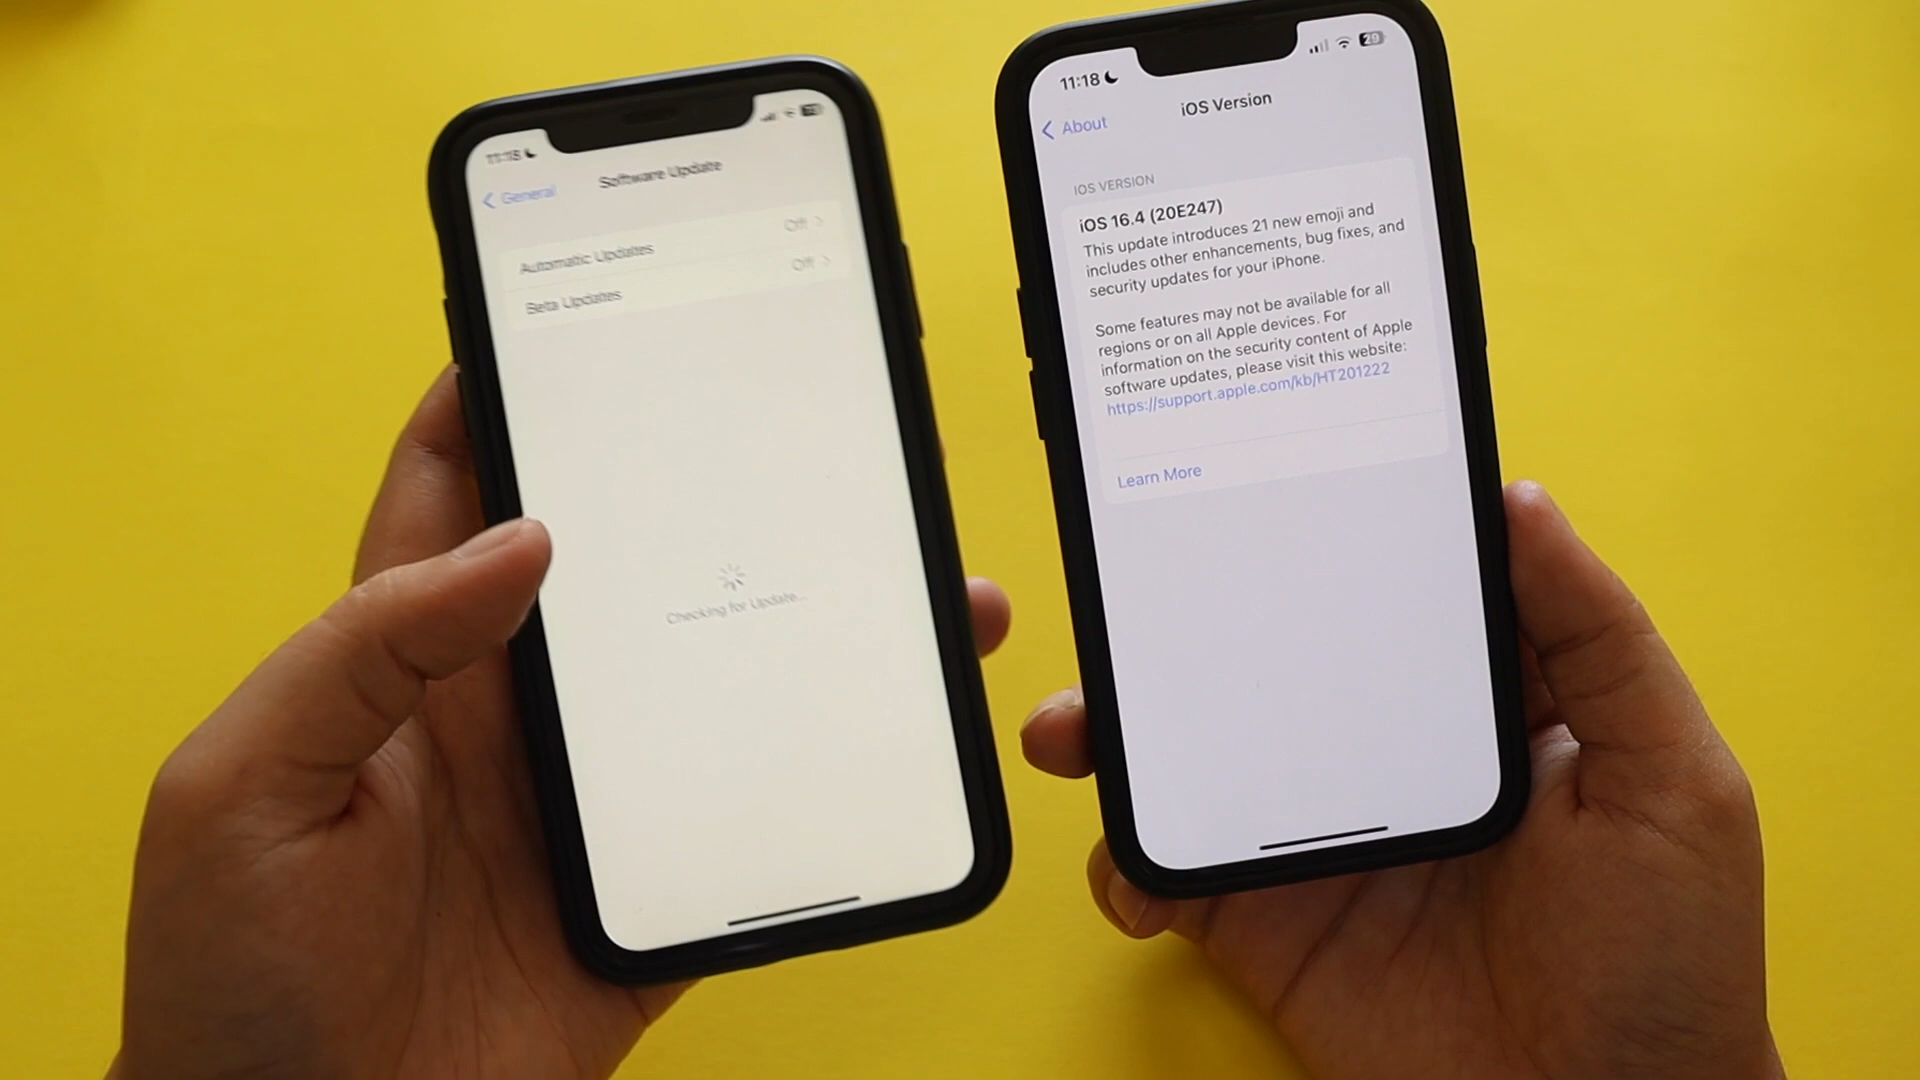 11:18
General
Software Update
Automatic Updates
Off
Beta Updates
Off
Checking for Update...
11:18
29
About
iOS Version
IOS VERSION
iOS 16.4 (20E247)
This update introduces 21 new emoji and
includes other enhancements, bug fixes, and
security updates for your iPhone.
Some features may not be available for all
regions or on all Apple devices. For
information on the security content of Apple
software updates, please visit this website:
https://support.apple.com/kb/HT201222
Learn More